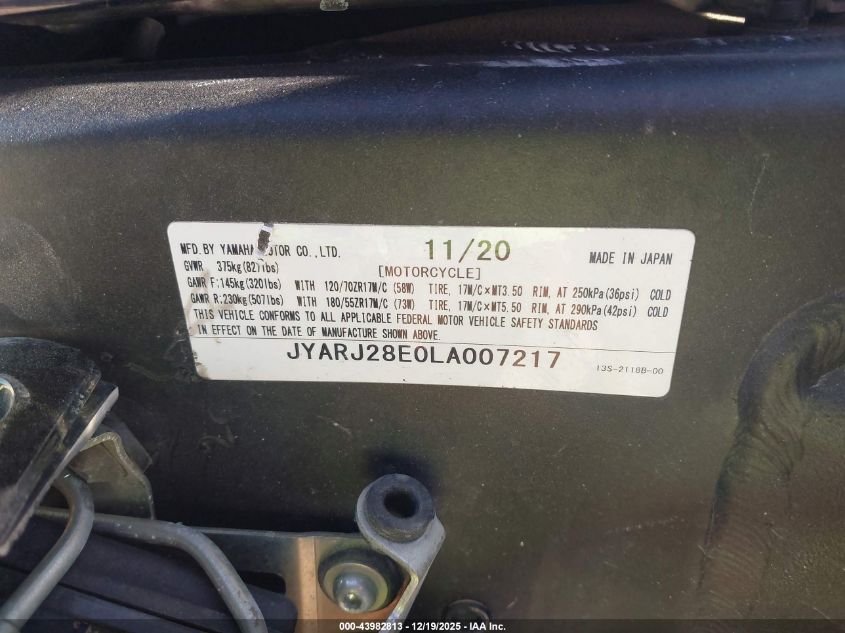 MFD.BY YAMAHA MOTOR CO.,LTD. 11/20 MADE IN JAPAN
GVWR 375kg(827lbs) [MOTORCYCLE]
GAWR F:145kg(320lbs) WITH 120/70ZR17M/C (58W) TIRE, 17M/C×MT3.50 RIM, AT 250kPa(36psi) COLD
GAWR R:230kg(507lbs) WITH 180/55ZR17M/C (73W) TIRE, 17M/C×MT5.50 RIM, AT 290kPa(42psi) COLD
THIS VEHICLE CONFORMS TO ALL APPLICABLE FEDERAL MOTOR VEHICLE SAFETY STANDARDS
IN EFFECT ON THE DATE OF MANUFACTURE SHOWN ABOVE.
JYARJ28E0LA007217 13S-2118B-00
000-43982813 - 12/19/2025 - IAA Inc.